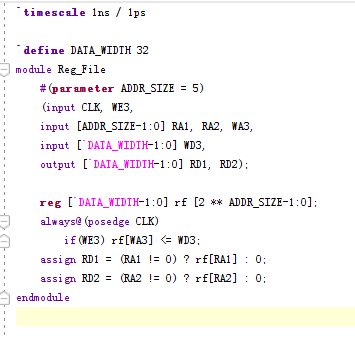 `timescale 1ns / 1ps
`define DATA_WIDTH 32
module Reg_File
#(parameter ADDR_SIZE = 5)
(input CLK, WE3,
input [ADDR_SIZE-1:0] RA1, RA2, WA3,
input [`DATA_WIDTH-1:0] WD3,
output [`DATA_WIDTH-1:0] RD1, RD2);
reg [`DATA_WIDTH-1:0] rf [2 ** ADDR_SIZE-1:0];
always@(posedge CLK)
if(WE3) rf[WA3] <= WD3;
assign RD1 = (RA1 != 0) ? rf[RA1] : 0;
assign RD2 = (RA2 != 0) ? rf[RA2] : 0;
endmodule